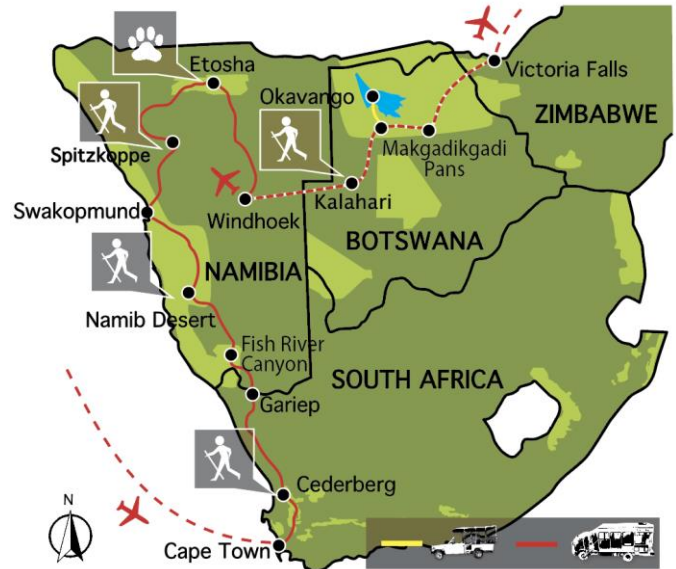 Etosha
Victoria Falls
Okavango
ZIMBABWE
Spitzkoppe
Makgadikgadi
Pans
Kalahari
Swakopmund
Windhoek
BOTSWANA
NAMIBIA
Namib Desert
Fish River
Canyon
SOUTH AFRICA
Gariep
Cederberg
N
Cape Town